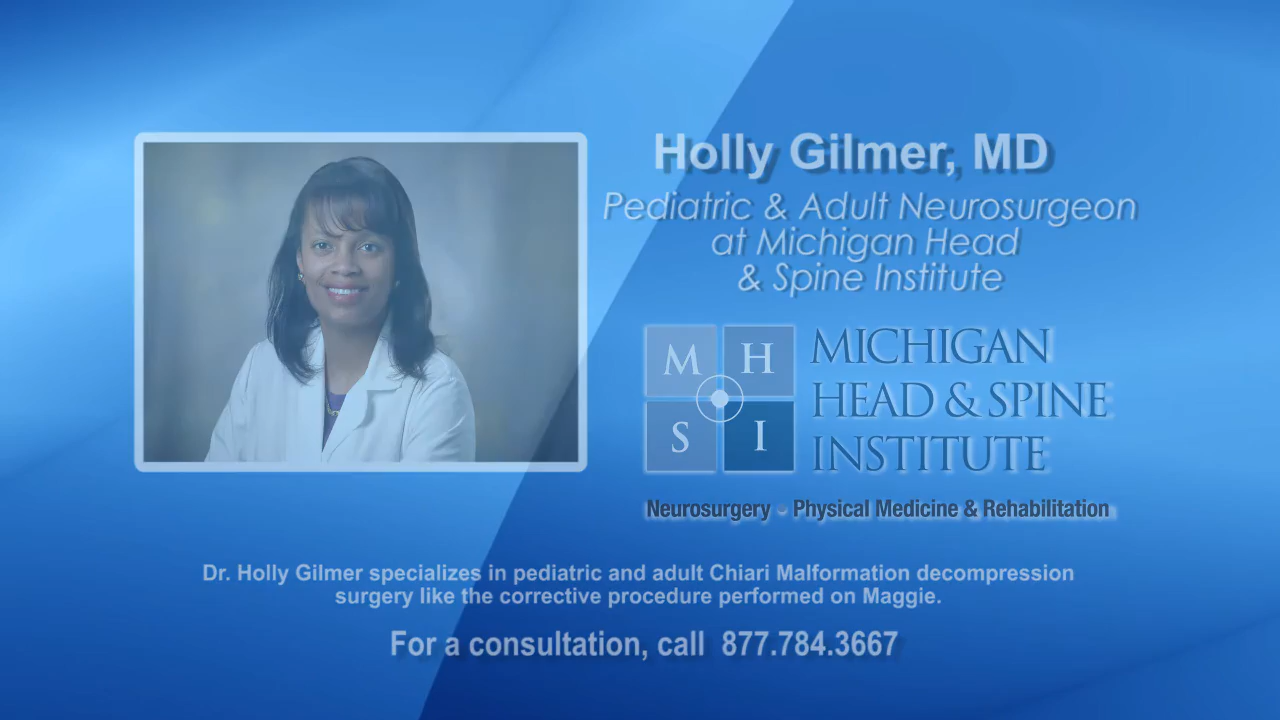 Holly Gilmer, MD
Pediatric & Adult Neurosurgeon
at Michigan Head
& Spine Institute
M H
S I
MICHIGAN
HEAD & SPINE
INSTITUTE
Neurosurgery • Physical Medicine & Rehabilitation
Dr. Holly Gilmer specializes in pediatric and adult Chiari Malformation decompression
surgery like the corrective procedure performed on Maggie.
For a consultation, call 877.784.3667